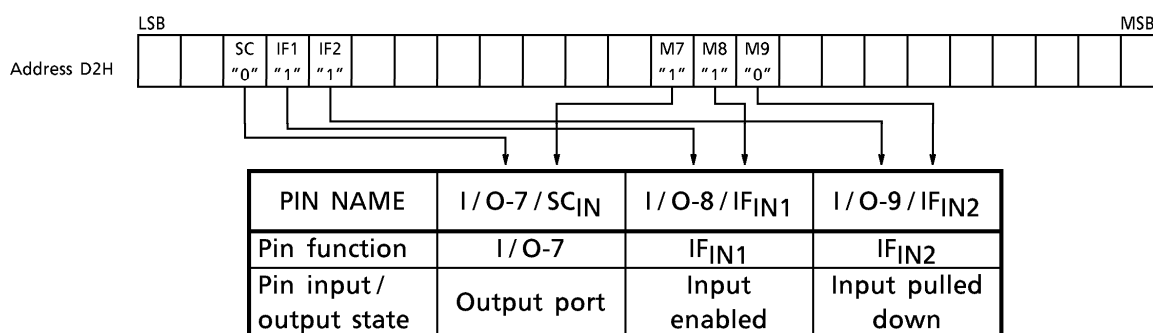 LSB MSB
SC IF1 IF2 M7 M8 M9
Address D2H "0" "1" "1" "1" "1" "0"
PIN NAME I/O-7/SCIN I/O-8/IFIN1 I/O-9/IFIN2
Pin function I/O-7 IFIN1 IFIN2
Pin input/ output state Output port Input enabled Input pulled down